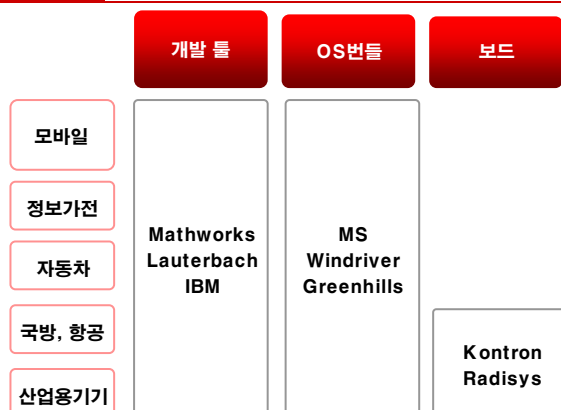 개발 툴
OS번들
보드
모바일
정보가전
자동차
국방, 항공
산업용기기
Mathworks
Lauterbach
IBM
MS
Windriver
Greenhills
Kontron
Radisys